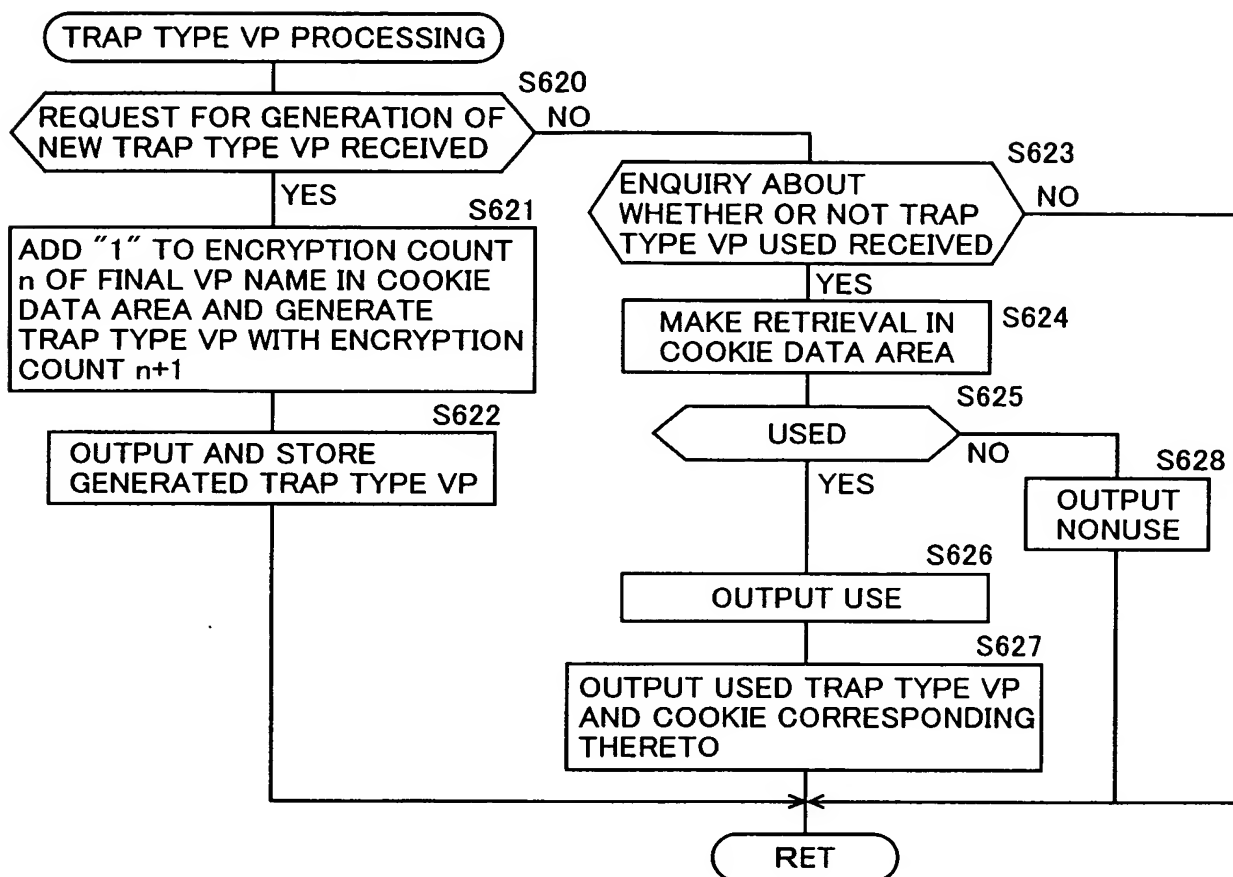 TRAP TYPE VP PROCESSING
S620
REQUEST FOR GENERATION OF
NEW TRAP TYPE VP RECEIVED
NO
YES
S621
ADD "1" TO ENCRYPTION COUNT
n OF FINAL VP NAME IN COOKIE
DATA AREA AND GENERATE
TRAP TYPE VP WITH ENCRYPTION
COUNT n+1
S622
OUTPUT AND STORE
GENERATED TRAP TYPE VP
S623
ENQUIRY ABOUT
WHETHER OR NOT TRAP
TYPE VP USED RECEIVED
NO
YES
S624
MAKE RETRIEVAL IN
COOKIE DATA AREA
S625
USED
NO
YES
S628
OUTPUT
NONUSE
S626
OUTPUT USE
S627
OUTPUT USED TRAP TYPE VP
AND COOKIE CORRESPONDING
THERETO
RET